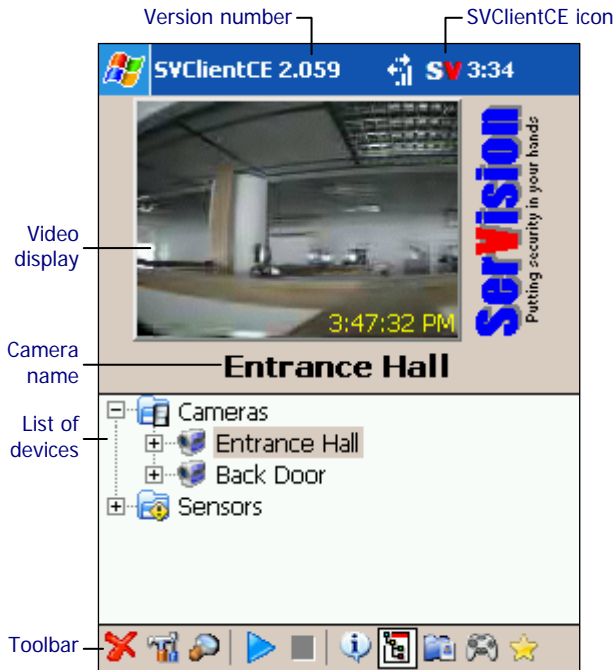 Version number
SVClientCE icon
SVClientCE 2.059
SV 3:34
SerVision
Putting security in your hands
Video
display
3:47:32 PM
Camera
name
Entrance Hall
List of
devices
Cameras
Entrance Hall
Back Door
Sensors
Toolbar